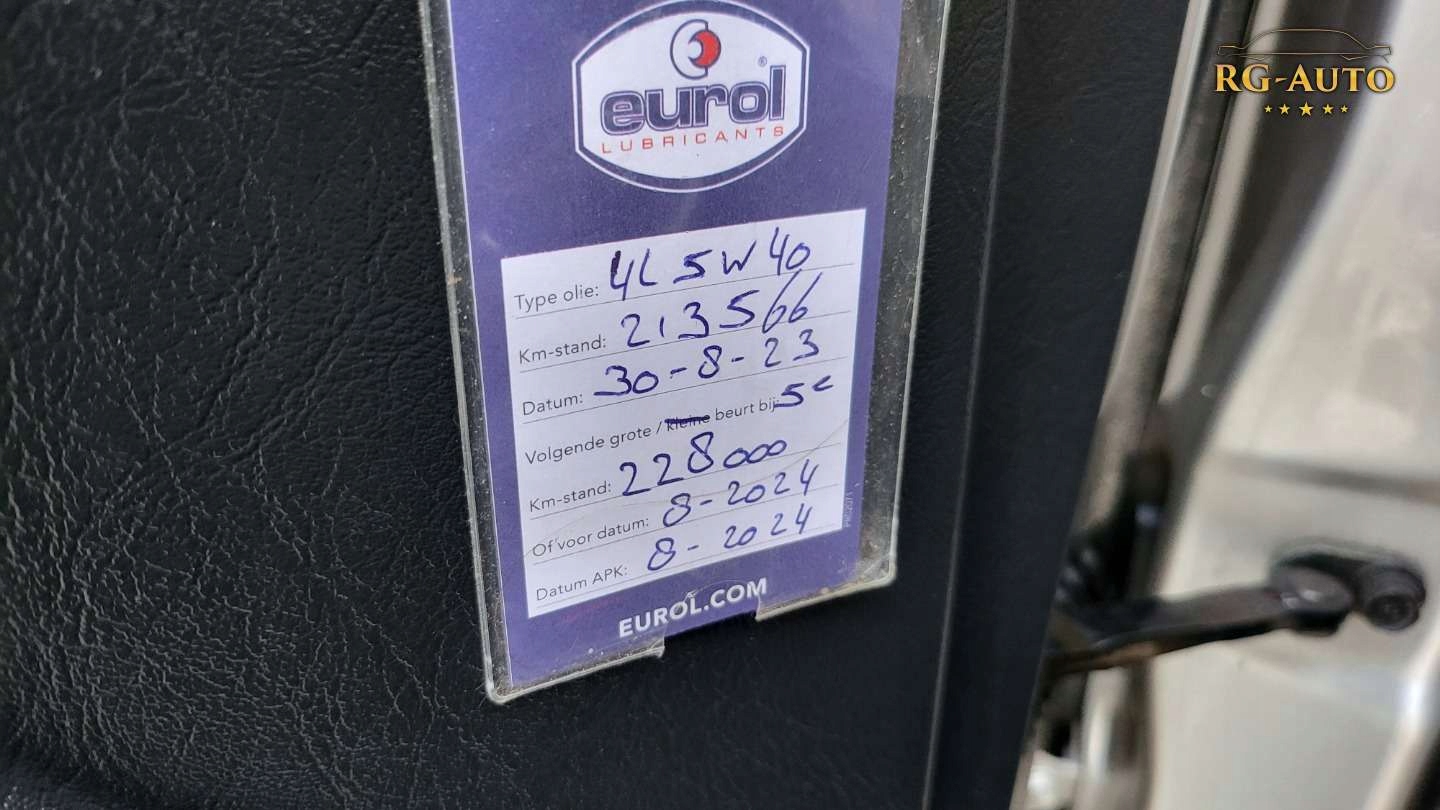 RG-AUTO
eurol®
LUBRICANTS
Type olie: 4L 5W40
Km-stand: 213566
Datum: 30-8-23
Volgende grote / kleine beurt bij:
Km-stand: 228000
Of voor datum: 8-2024
Datum APK: 8-2024
EUROL.COM